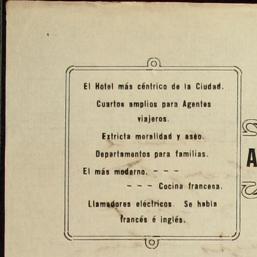 El Hotel más céntrico de la Ciudad.
Cuartos amplios para Agentes
viajeros.
Extricta moralidad y aseo.
Departamentos para familias.
El más moderno. - - -
- - - Cocina francesa.
Llamadores eléctricos. Se habla
francés é inglés.
A